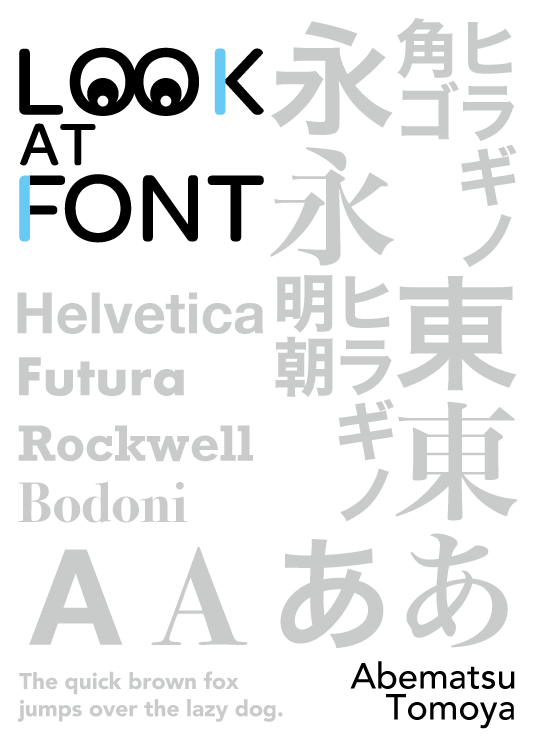 LOOK
AT
FONT
永
永
ヒラギノ
角ゴ
Helvetica
Futura
Rockwell
Bodoni
ヒラギノ
明朝
東
東
A A
あ あ
The quick brown fox
jumps over the lazy dog.
Abematsu
Tomoya